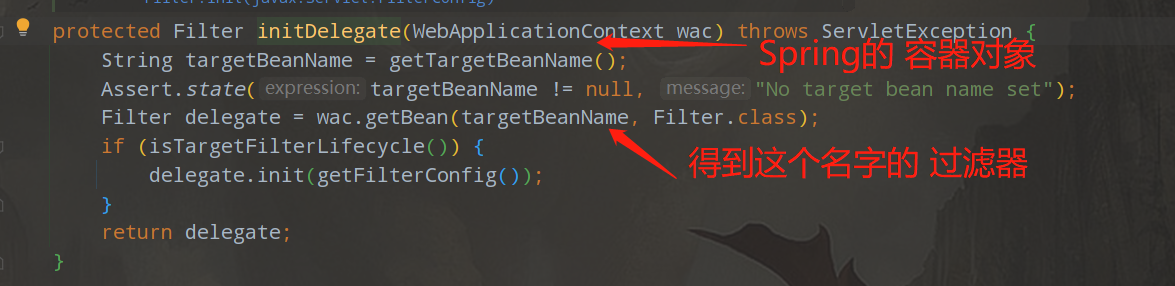 Filter.init(javax.servlet.FilterConfig)
protected Filter initDelegate(WebApplicationContext wac) throws ServletException {
Spring的 容器对象
String targetBeanName = getTargetBeanName();
Assert.state( expression: targetBeanName != null, message: "No target bean name set");
Filter delegate = wac.getBean(targetBeanName, Filter.class);
if (isTargetFilterLifecycle()) {
得到这个名字的 过滤器
delegate.init(getFilterConfig());
}
return delegate;
}